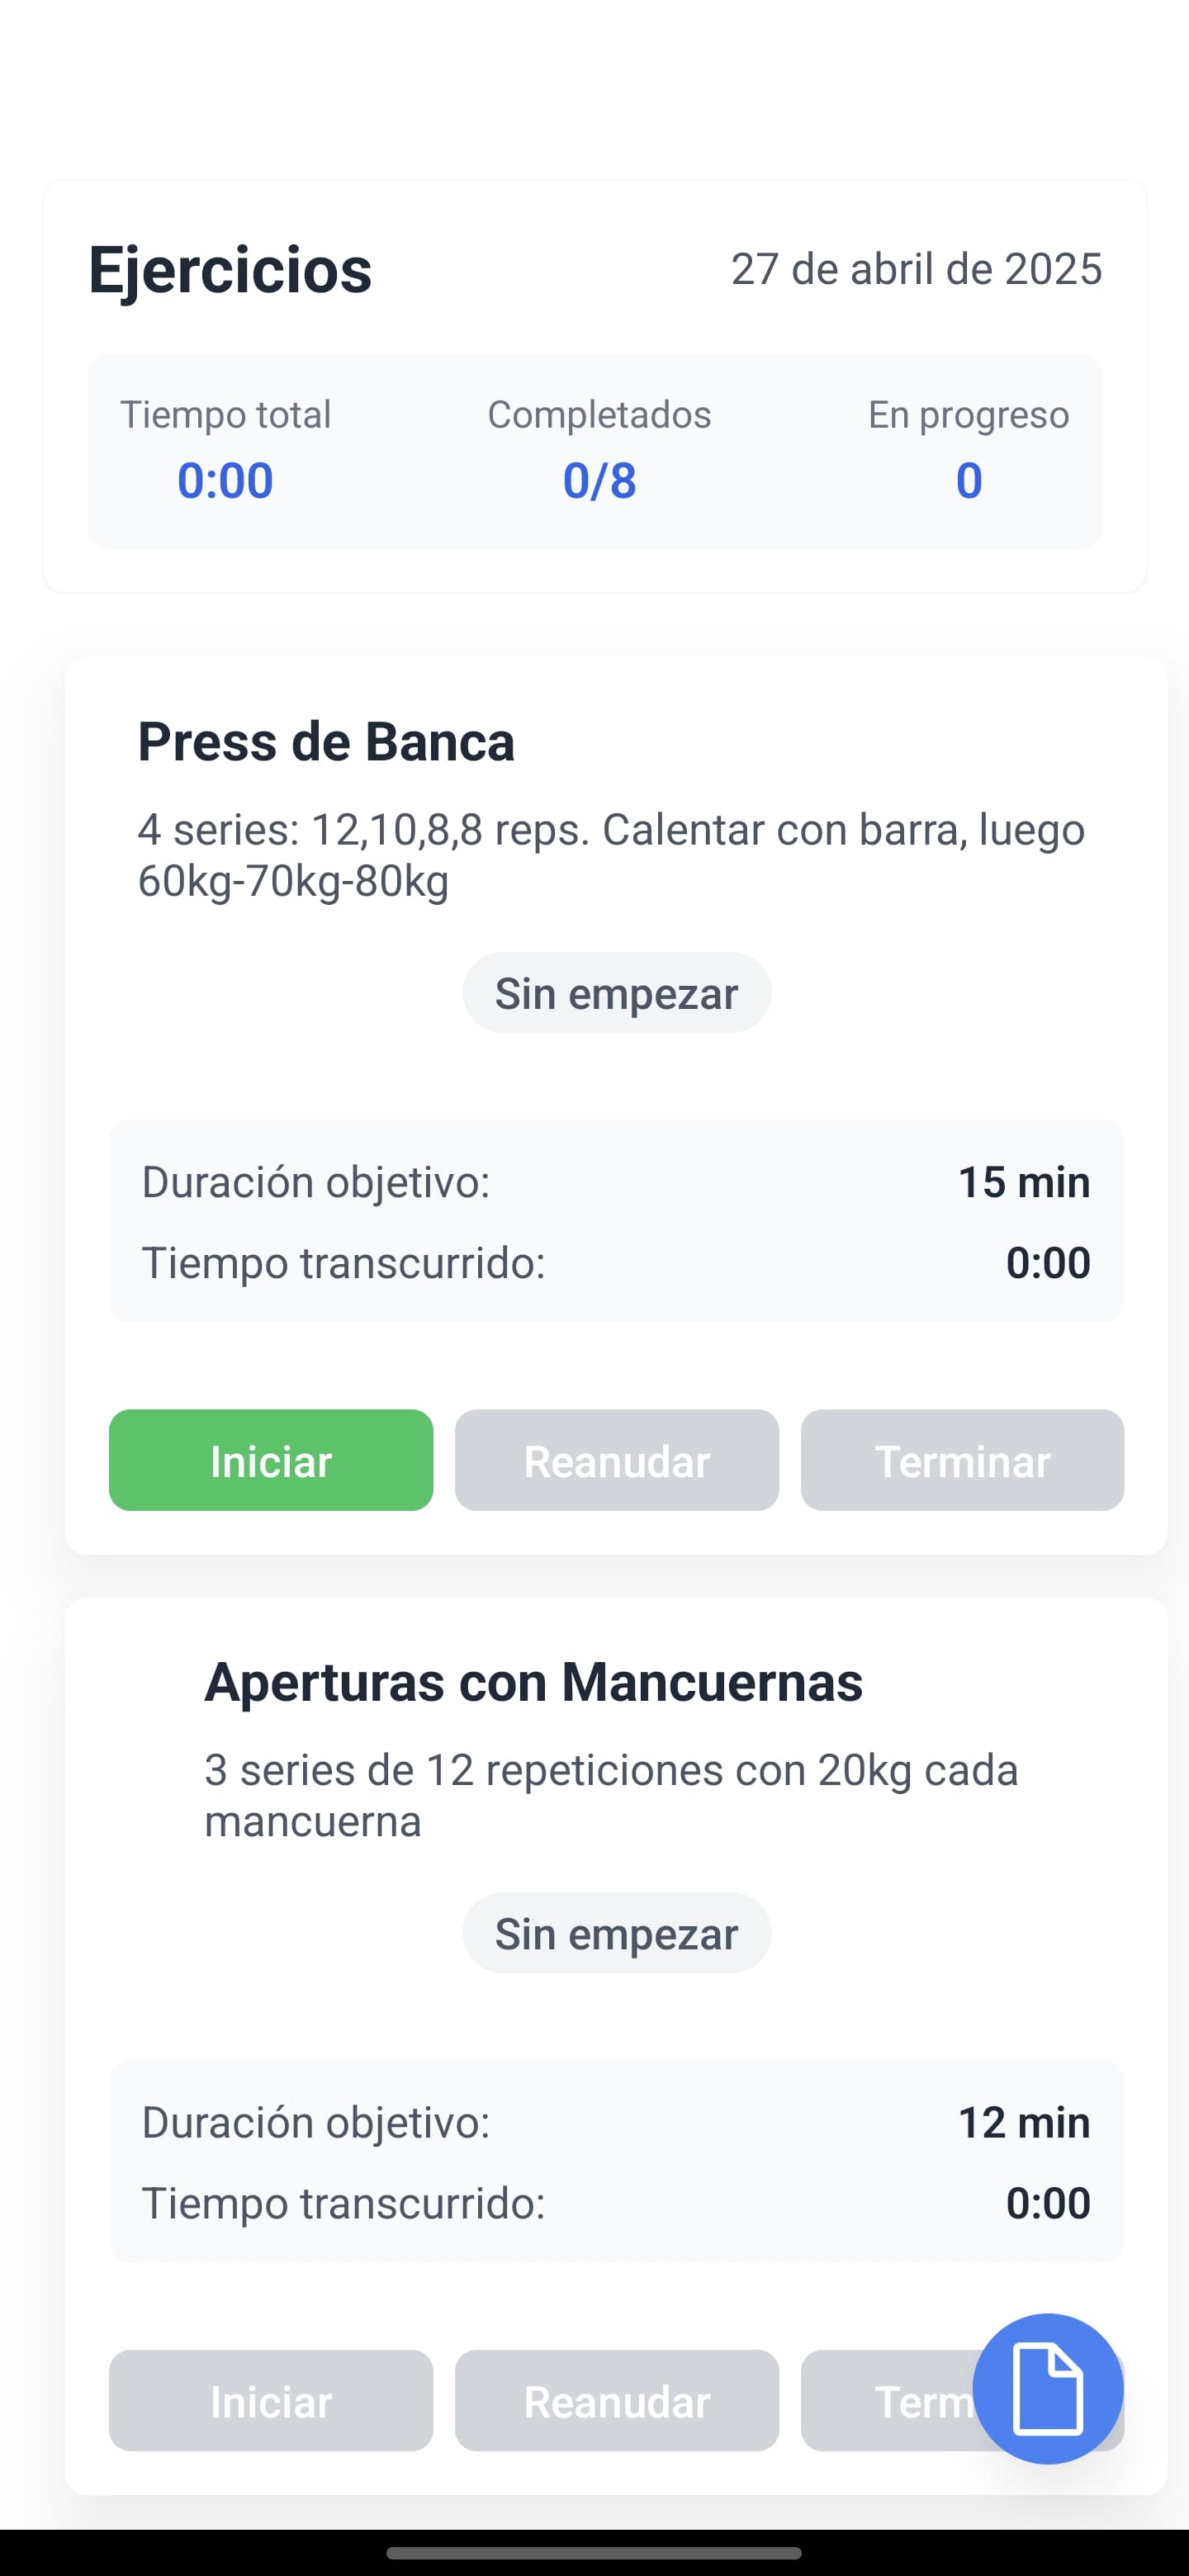 Ejercicios
27 de abril de 2025
Tiempo total
Completados
En progreso
0:00
0/8
0
Press de Banca
4 series: 12,10,8,8 reps. Calentar con barra, luego
60kg-70kg-80kg
Sin empezar
Duración objetivo:
15 min
Tiempo transcurrido:
0:00
Iniciar
Reanudar
Terminar
Aperturas con Mancuernas
3 series de 12 repeticiones con 20kg cada
mancuerna
Sin empezar
Duración objetivo:
12 min
Tiempo transcurrido:
0:00
Iniciar
Reanudar
Term